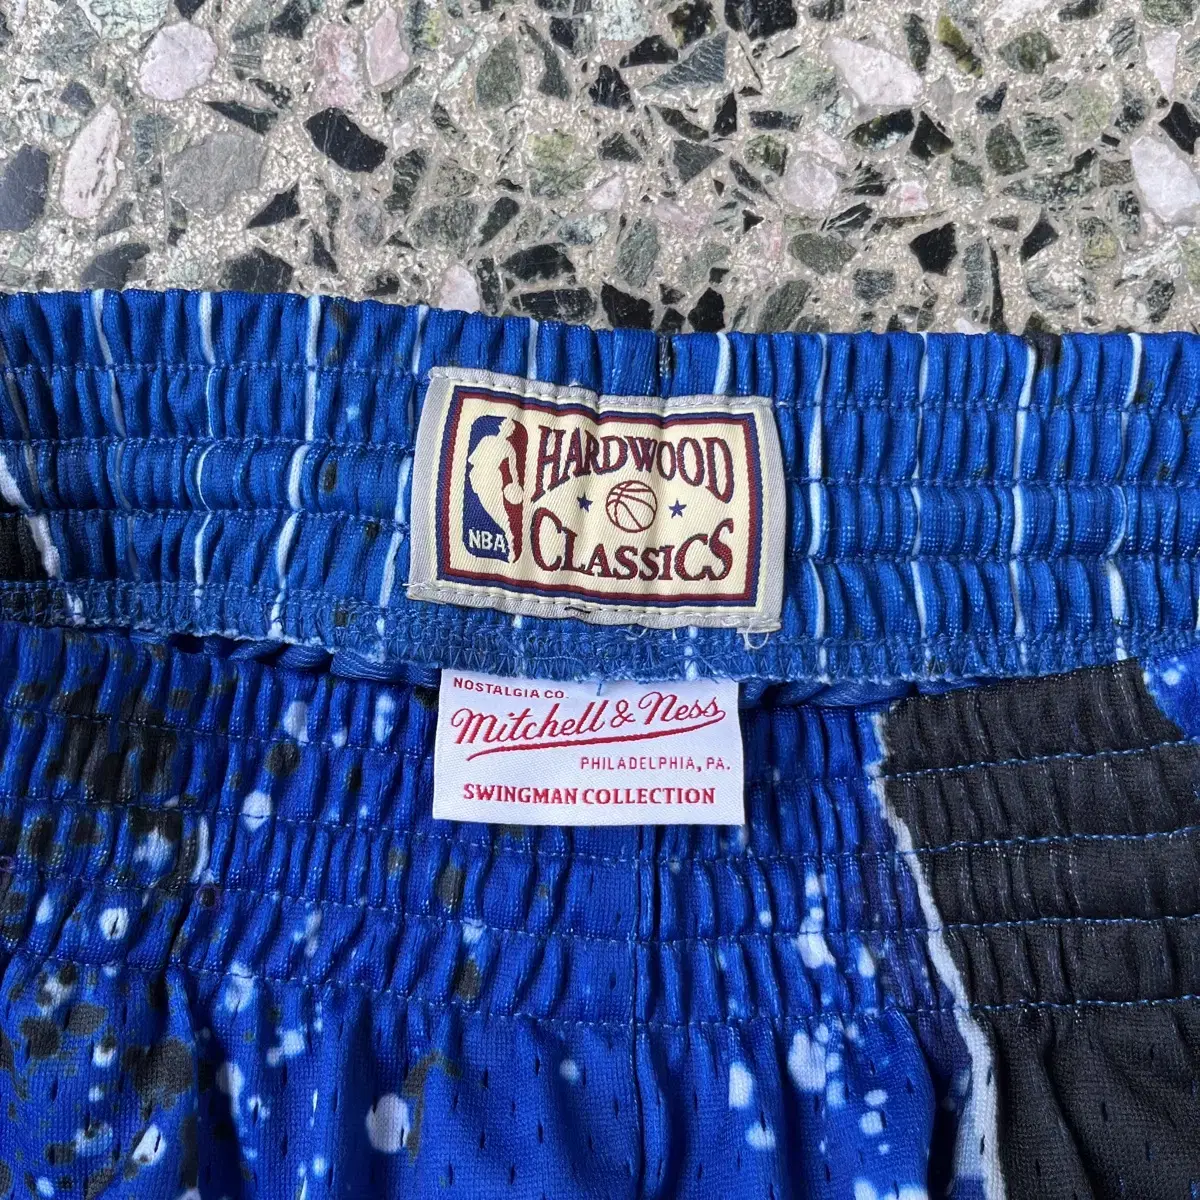 HARDWOOD
NBA
CLASSICS
NOSTALGIA CO.
Mitchell & Ness
PHILADELPHIA, PA.
SWINGMAN COLLECTION